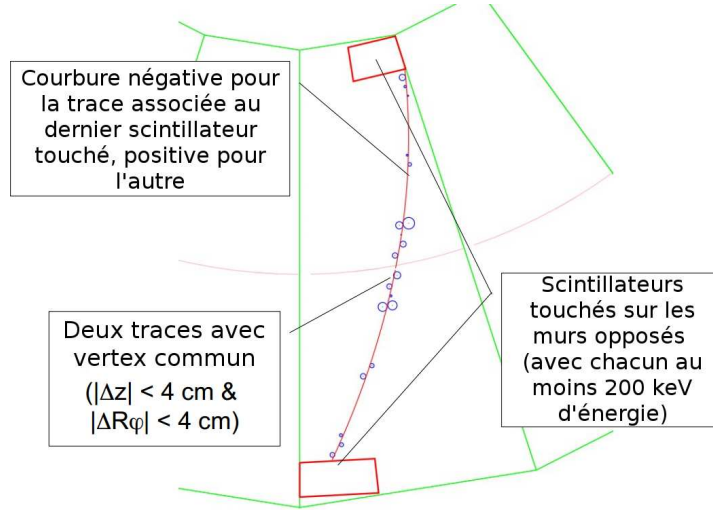 Courbure négative pour
la trace associée au
dernier scintillateur
touché, positive pour
l'autre
Deux traces avec
vertex commun
(|Δz| < 4 cm &
|ΔRφ| < 4 cm)
Scintillateurs
touchés sur les
murs opposés
(avec chacun au
moins 200 keV
d'énergie)